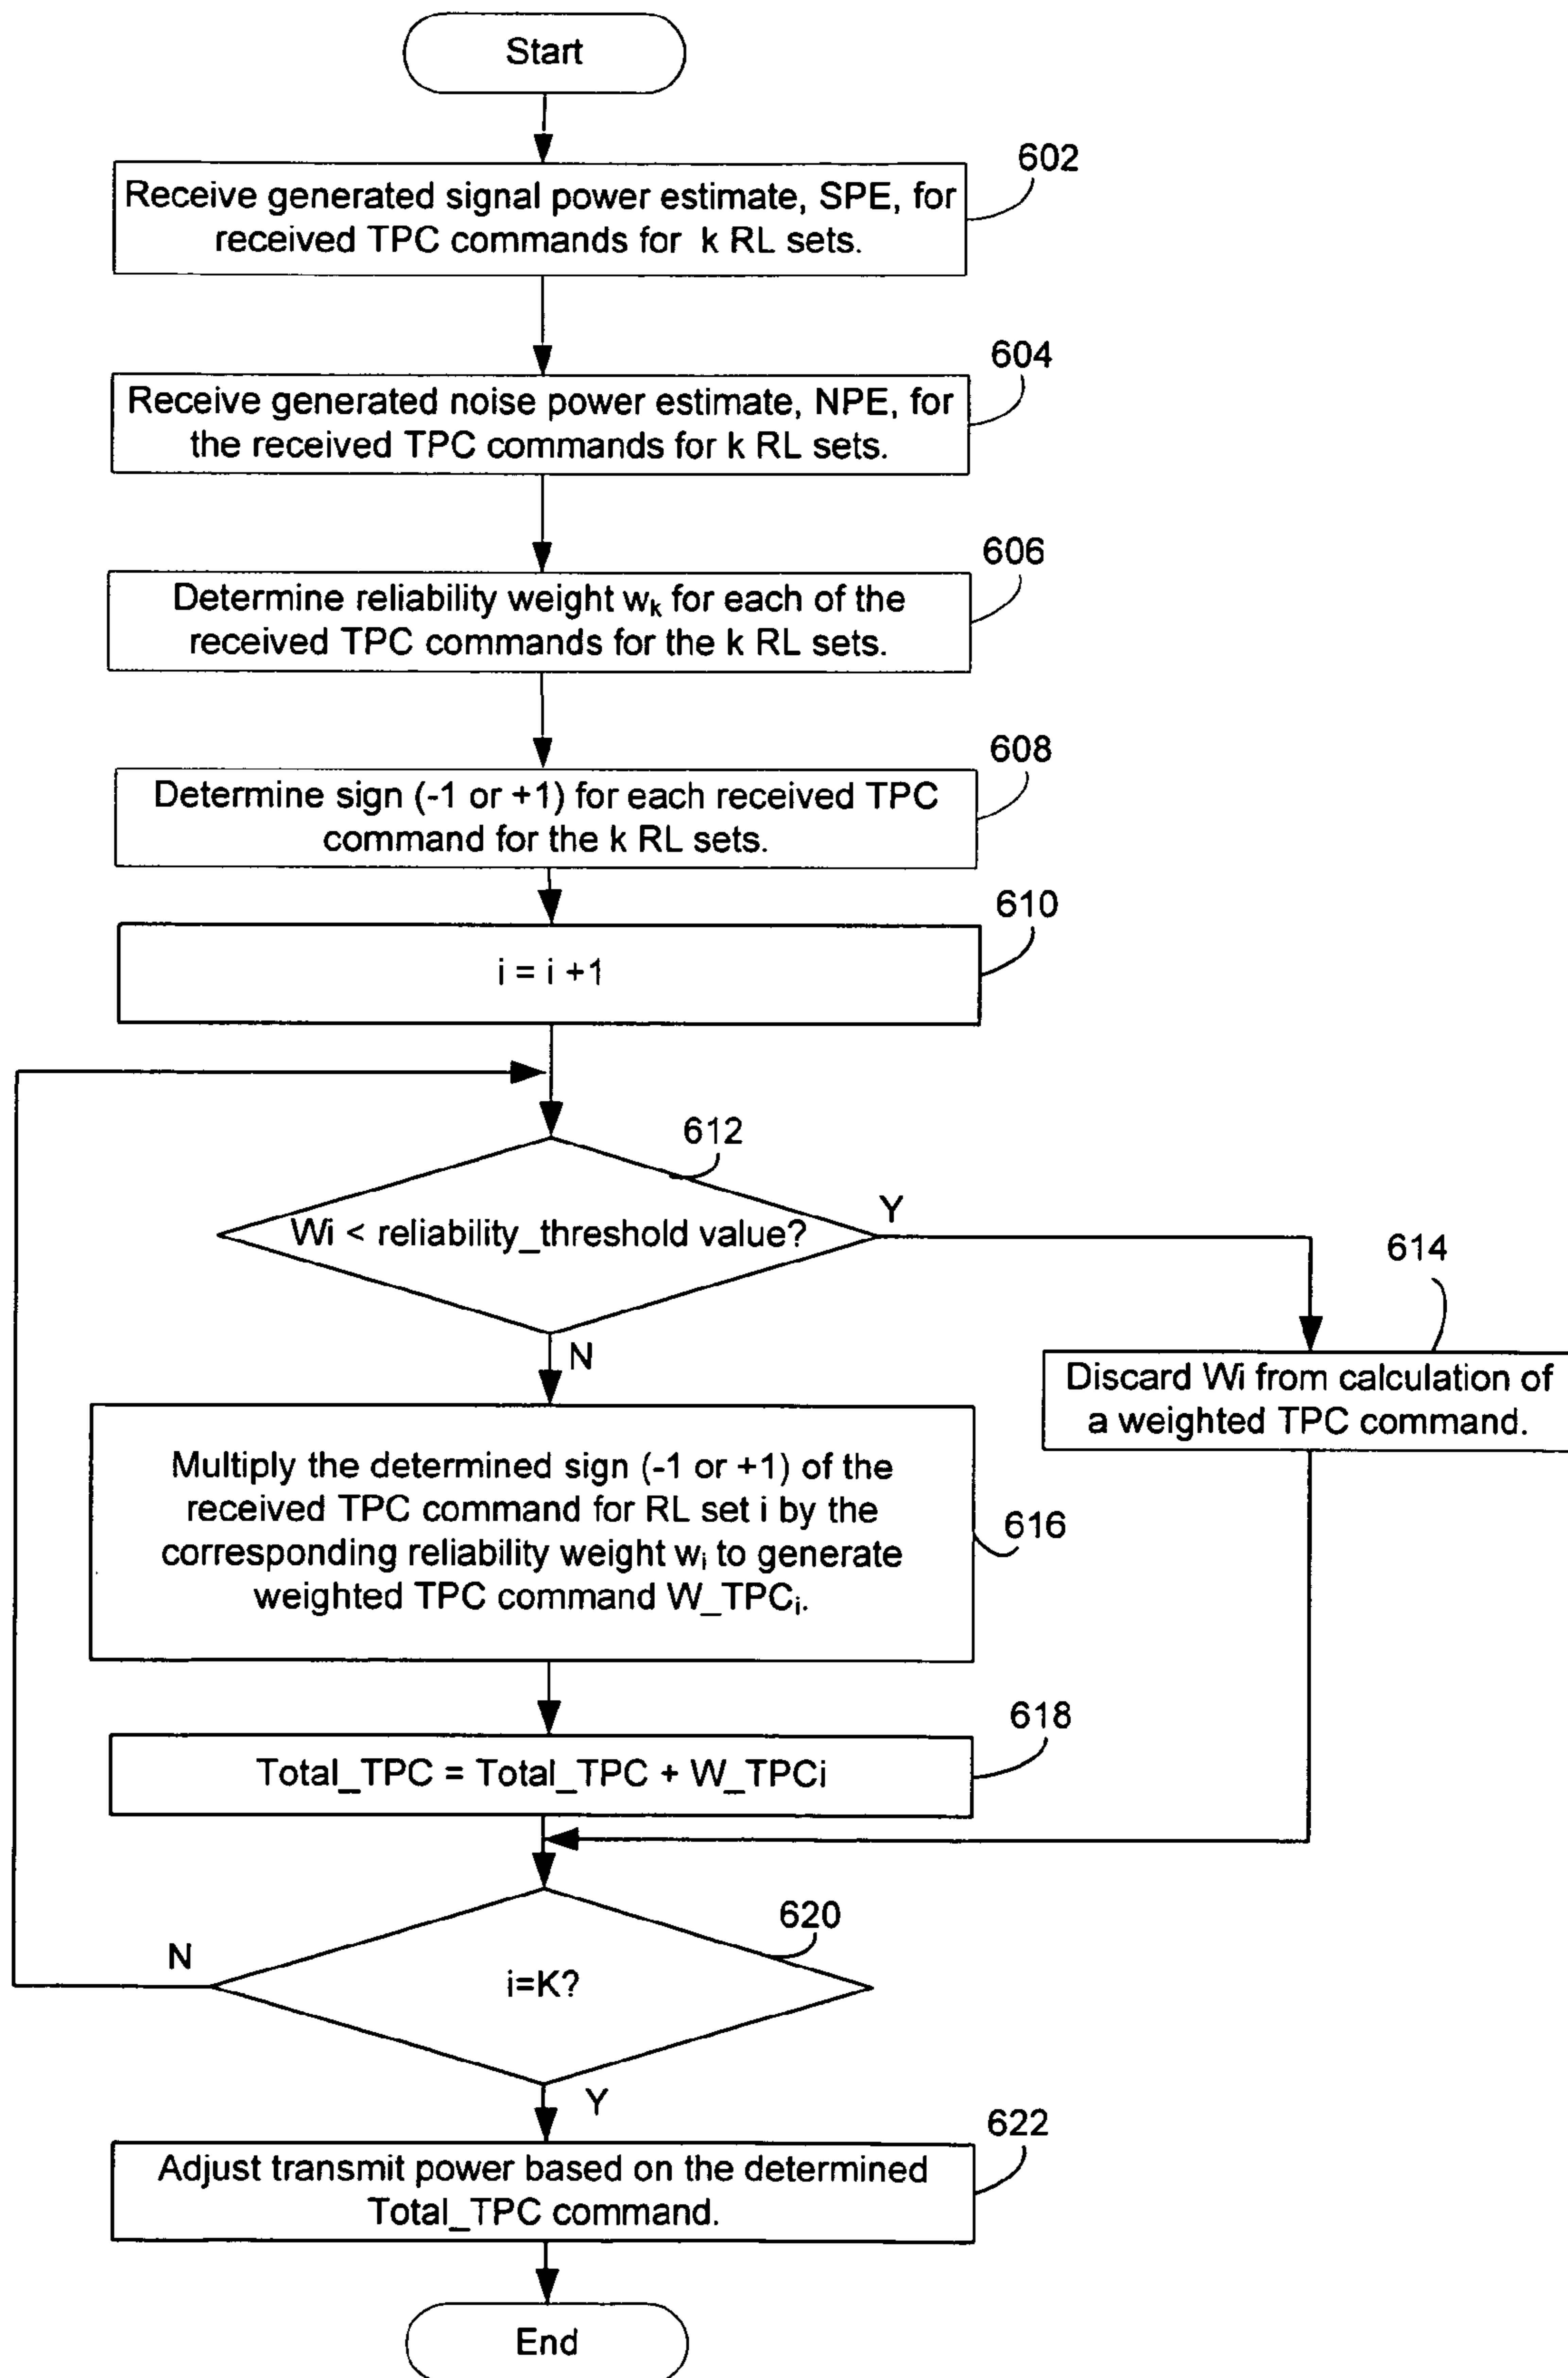 Start
602
Receive generated signal power estimate, SPE, for
received TPC commands for k RL sets.
604
Receive generated noise power estimate, NPE, for
the received TPC commands for k RL sets.
606
Determine reliability weight wₖ for each of the
received TPC commands for the k RL sets.
608
Determine sign (-1 or +1) for each received TPC
command for the k RL sets.
610
i = i +1
612
Wi < reliability_threshold value?
Y
N
614
Discard Wi from calculation of
a weighted TPC command.
Multiply the determined sign (-1 or +1) of the
received TPC command for RL set i by the
corresponding reliability weight wᵢ to generate
weighted TPC command W_TPCᵢ.
616
618
Total_TPC = Total_TPC + W_TPCi
620
N
i=K?
Y
622
Adjust transmit power based on the determined
Total_TPC command.
End